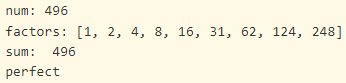 num: 496
factors: [1, 2, 4, 8, 16, 31, 62, 124, 248]
sum:  496
perfect